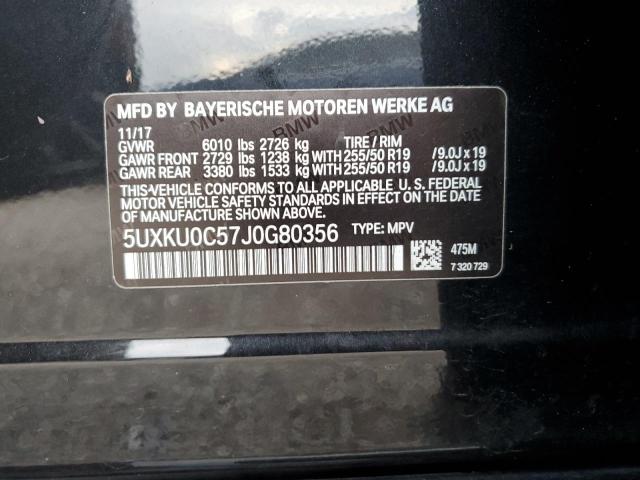 MFD BY BAYERISCHE MOTOREN WERKE AG
11/17
GVWR 6010 lbs 2726 kg TIRE / RIM
GAWR FRONT 2729 lbs 1238 kg WITH 255/50 R19 /9.0J x 19
GAWR REAR 3380 lbs 1533 kg WITH 255/50 R19 /9.0J x 19
THIS VEHICLE CONFORMS TO ALL APPLICABLE U. S. FEDERAL
MOTOR VEHICLE SAFETY STANDARDS IN EFFECT ON THE DATE
OF MANUFACTURE SHOWN ABOVE.
5UXKU0C57J0G80356 TYPE: MPV
475M
7 320 729